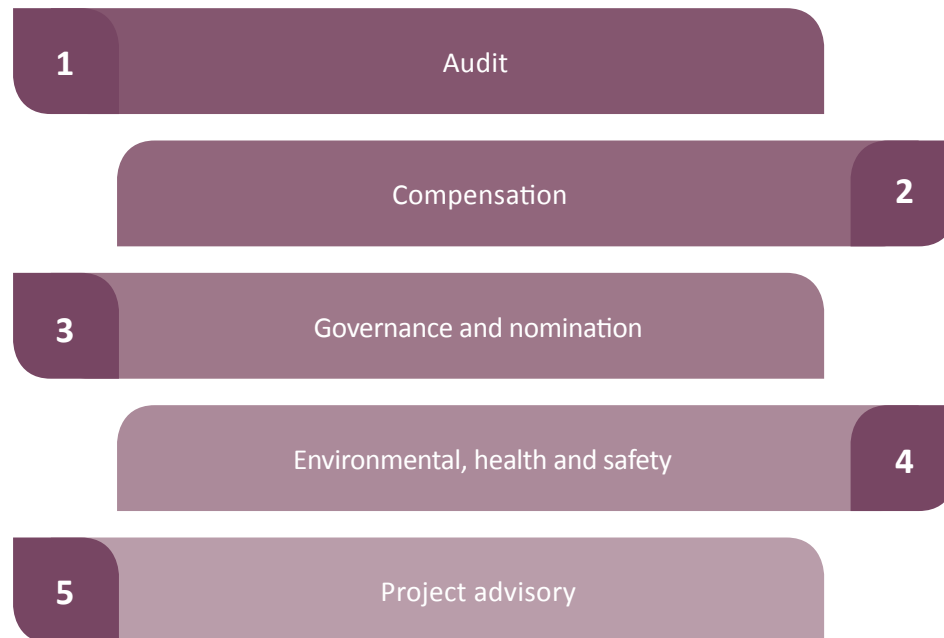 1
Audit
Compensation
2
3
Governance and nomination
Environmental, health and safety
4
5
Project advisory